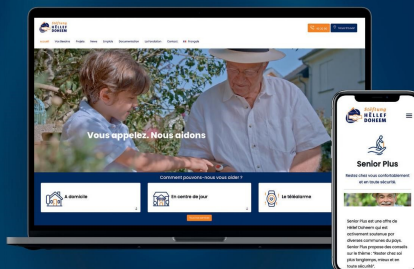 Stëftung
HËLLEF
DOHEEM
Vous appelez. Nous aidons
Comment pouvons-nous vous aider ?
A domicile
En centre de jour
Le téléalarme
Stëftung
HËLLEF
DOHEEM
Senior Plus
Restez chez vous confortablement
et en toute sécurité.
Senior Plus est une offre de
Hëllef Doheem qui est
activement soutenue par
diverses communes du pays.
Senior Plus propose des conseils
sur le thème : "Rester chez soi
plus longtemps, mieux et en
toute sécurité".